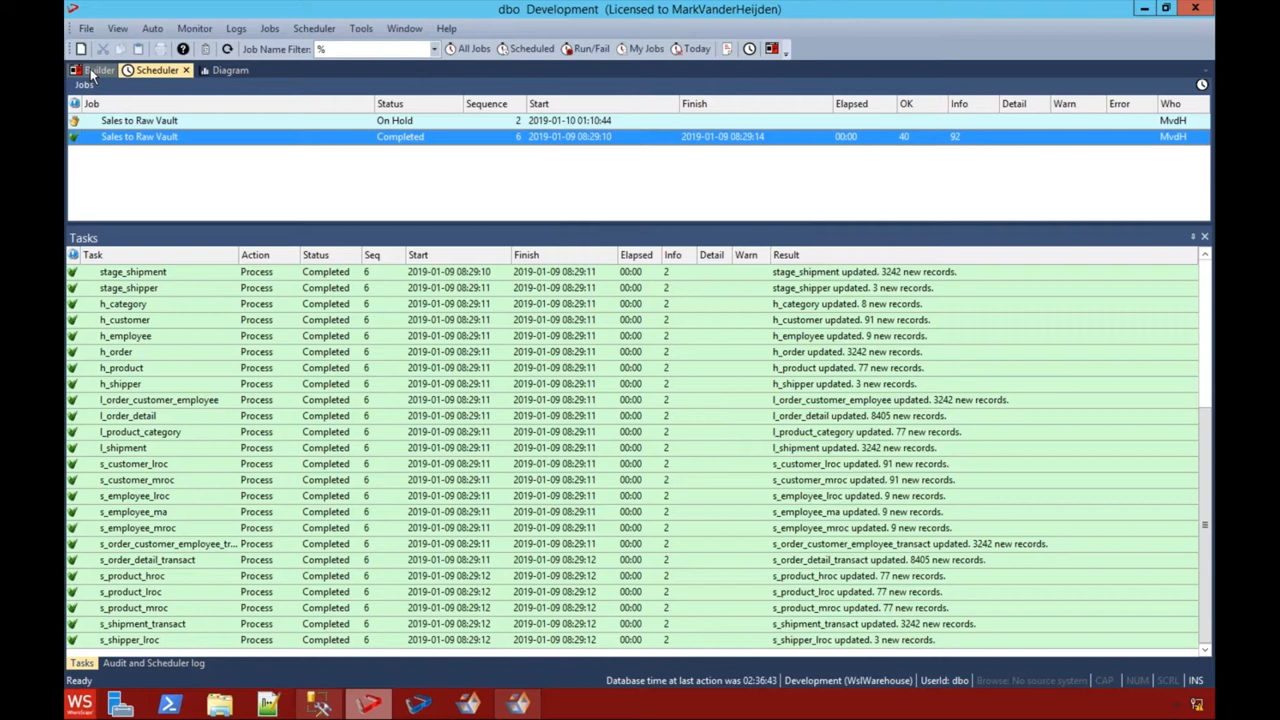 dbo Development (Licensed to MarkVanderHeijden)
File View Auto Monitor Logs Jobs Scheduler Tools Window Help
Job Name Filter: % All Jobs Scheduled Run/Fail My Jobs Today
Builder Scheduler Diagram
Jobs
Job Status Sequence Start Finish Elapsed OK Info Detail Warn Error Who
Sales to Raw Vault On Hold 2 2019-01-10 01:10:44 MvdH
Sales to Raw Vault Completed 6 2019-01-09 08:29:10 2019-01-09 08:29:14 00:00 40 92 MvdH
Tasks
Task Action Status Seq Start Finish Elapsed Info Detail Warn Result
stage_shipment Process Completed 6 2019-01-09 08:29:10 2019-01-09 08:29:11 00:00 2 stage_shipment updated. 3242 new records.
stage_shipper Process Completed 6 2019-01-09 08:29:10 2019-01-09 08:29:11 00:00 2 stage_shipper updated. 3 new records.
h_category Process Completed 6 2019-01-09 08:29:11 2019-01-09 08:29:11 00:00 2 h_category updated. 8 new records.
h_customer Process Completed 6 2019-01-09 08:29:11 2019-01-09 08:29:11 00:00 2 h_customer updated. 91 new records.
h_employee Process Completed 6 2019-01-09 08:29:11 2019-01-09 08:29:11 00:00 2 h_employee updated. 9 new records.
h_order Process Completed 6 2019-01-09 08:29:11 2019-01-09 08:29:11 00:00 2 h_order updated. 3242 new records.
h_product Process Completed 6 2019-01-09 08:29:11 2019-01-09 08:29:11 00:00 2 h_product updated. 77 new records.
h_shipper Process Completed 6 2019-01-09 08:29:11 2019-01-09 08:29:11 00:00 2 h_shipper updated. 3 new records.
l_order_customer_employee Process Completed 6 2019-01-09 08:29:11 2019-01-09 08:29:11 00:00 2 l_order_customer_employee updated. 3242 new records.
l_order_detail Process Completed 6 2019-01-09 08:29:11 2019-01-09 08:29:11 00:00 2 l_order_detail updated. 8405 new records.
l_product_category Process Completed 6 2019-01-09 08:29:11 2019-01-09 08:29:11 00:00 2 l_product_category updated. 77 new records.
l_shipment Process Completed 6 2019-01-09 08:29:11 2019-01-09 08:29:11 00:00 2 l_shipment updated. 3242 new records.
s_customer_lroc Process Completed 6 2019-01-09 08:29:11 2019-01-09 08:29:11 00:00 2 s_customer_lroc updated. 91 new records.
s_customer_mroc Process Completed 6 2019-01-09 08:29:11 2019-01-09 08:29:11 00:00 2 s_customer_mroc updated. 91 new records.
s_employee_lroc Process Completed 6 2019-01-09 08:29:11 2019-01-09 08:29:11 00:00 2 s_employee_lroc updated. 9 new records.
s_employee_ma Process Completed 6 2019-01-09 08:29:11 2019-01-09 08:29:11 00:00 2 s_employee_ma updated. 9 new records.
s_employee_mroc Process Completed 6 2019-01-09 08:29:11 2019-01-09 08:29:11 00:00 2 s_employee_mroc updated. 9 new records.
s_order_customer_employee_tr... Process Completed 6 2019-01-09 08:29:11 2019-01-09 08:29:11 00:00 2 s_order_customer_employee_transact updated. 3242 new records.
s_order_detail_transact Process Completed 6 2019-01-09 08:29:11 2019-01-09 08:29:12 00:00 2 s_order_detail_transact updated. 8405 new records.
s_product_hroc Process Completed 6 2019-01-09 08:29:12 2019-01-09 08:29:12 00:00 2 s_product_hroc updated. 77 new records.
s_product_lroc Process Completed 6 2019-01-09 08:29:12 2019-01-09 08:29:12 00:00 2 s_product_lroc updated. 77 new records.
s_product_mroc Process Completed 6 2019-01-09 08:29:12 2019-01-09 08:29:12 00:00 2 s_product_mroc updated. 77 new records.
s_shipment_transact Process Completed 6 2019-01-09 08:29:12 2019-01-09 08:29:12 00:00 2 s_shipment_transact updated. 3242 new records.
s_shipper_lroc Process Completed 6 2019-01-09 08:29:12 2019-01-09 08:29:12 00:00 2 s_shipper_lroc updated. 3 new records.
Tasks Audit and Scheduler log
Ready Database time at last action was 02:36:43 Development (WslWarehouse) UserId: dbo Browse: No source system CAP NUM SCRL INS
WS